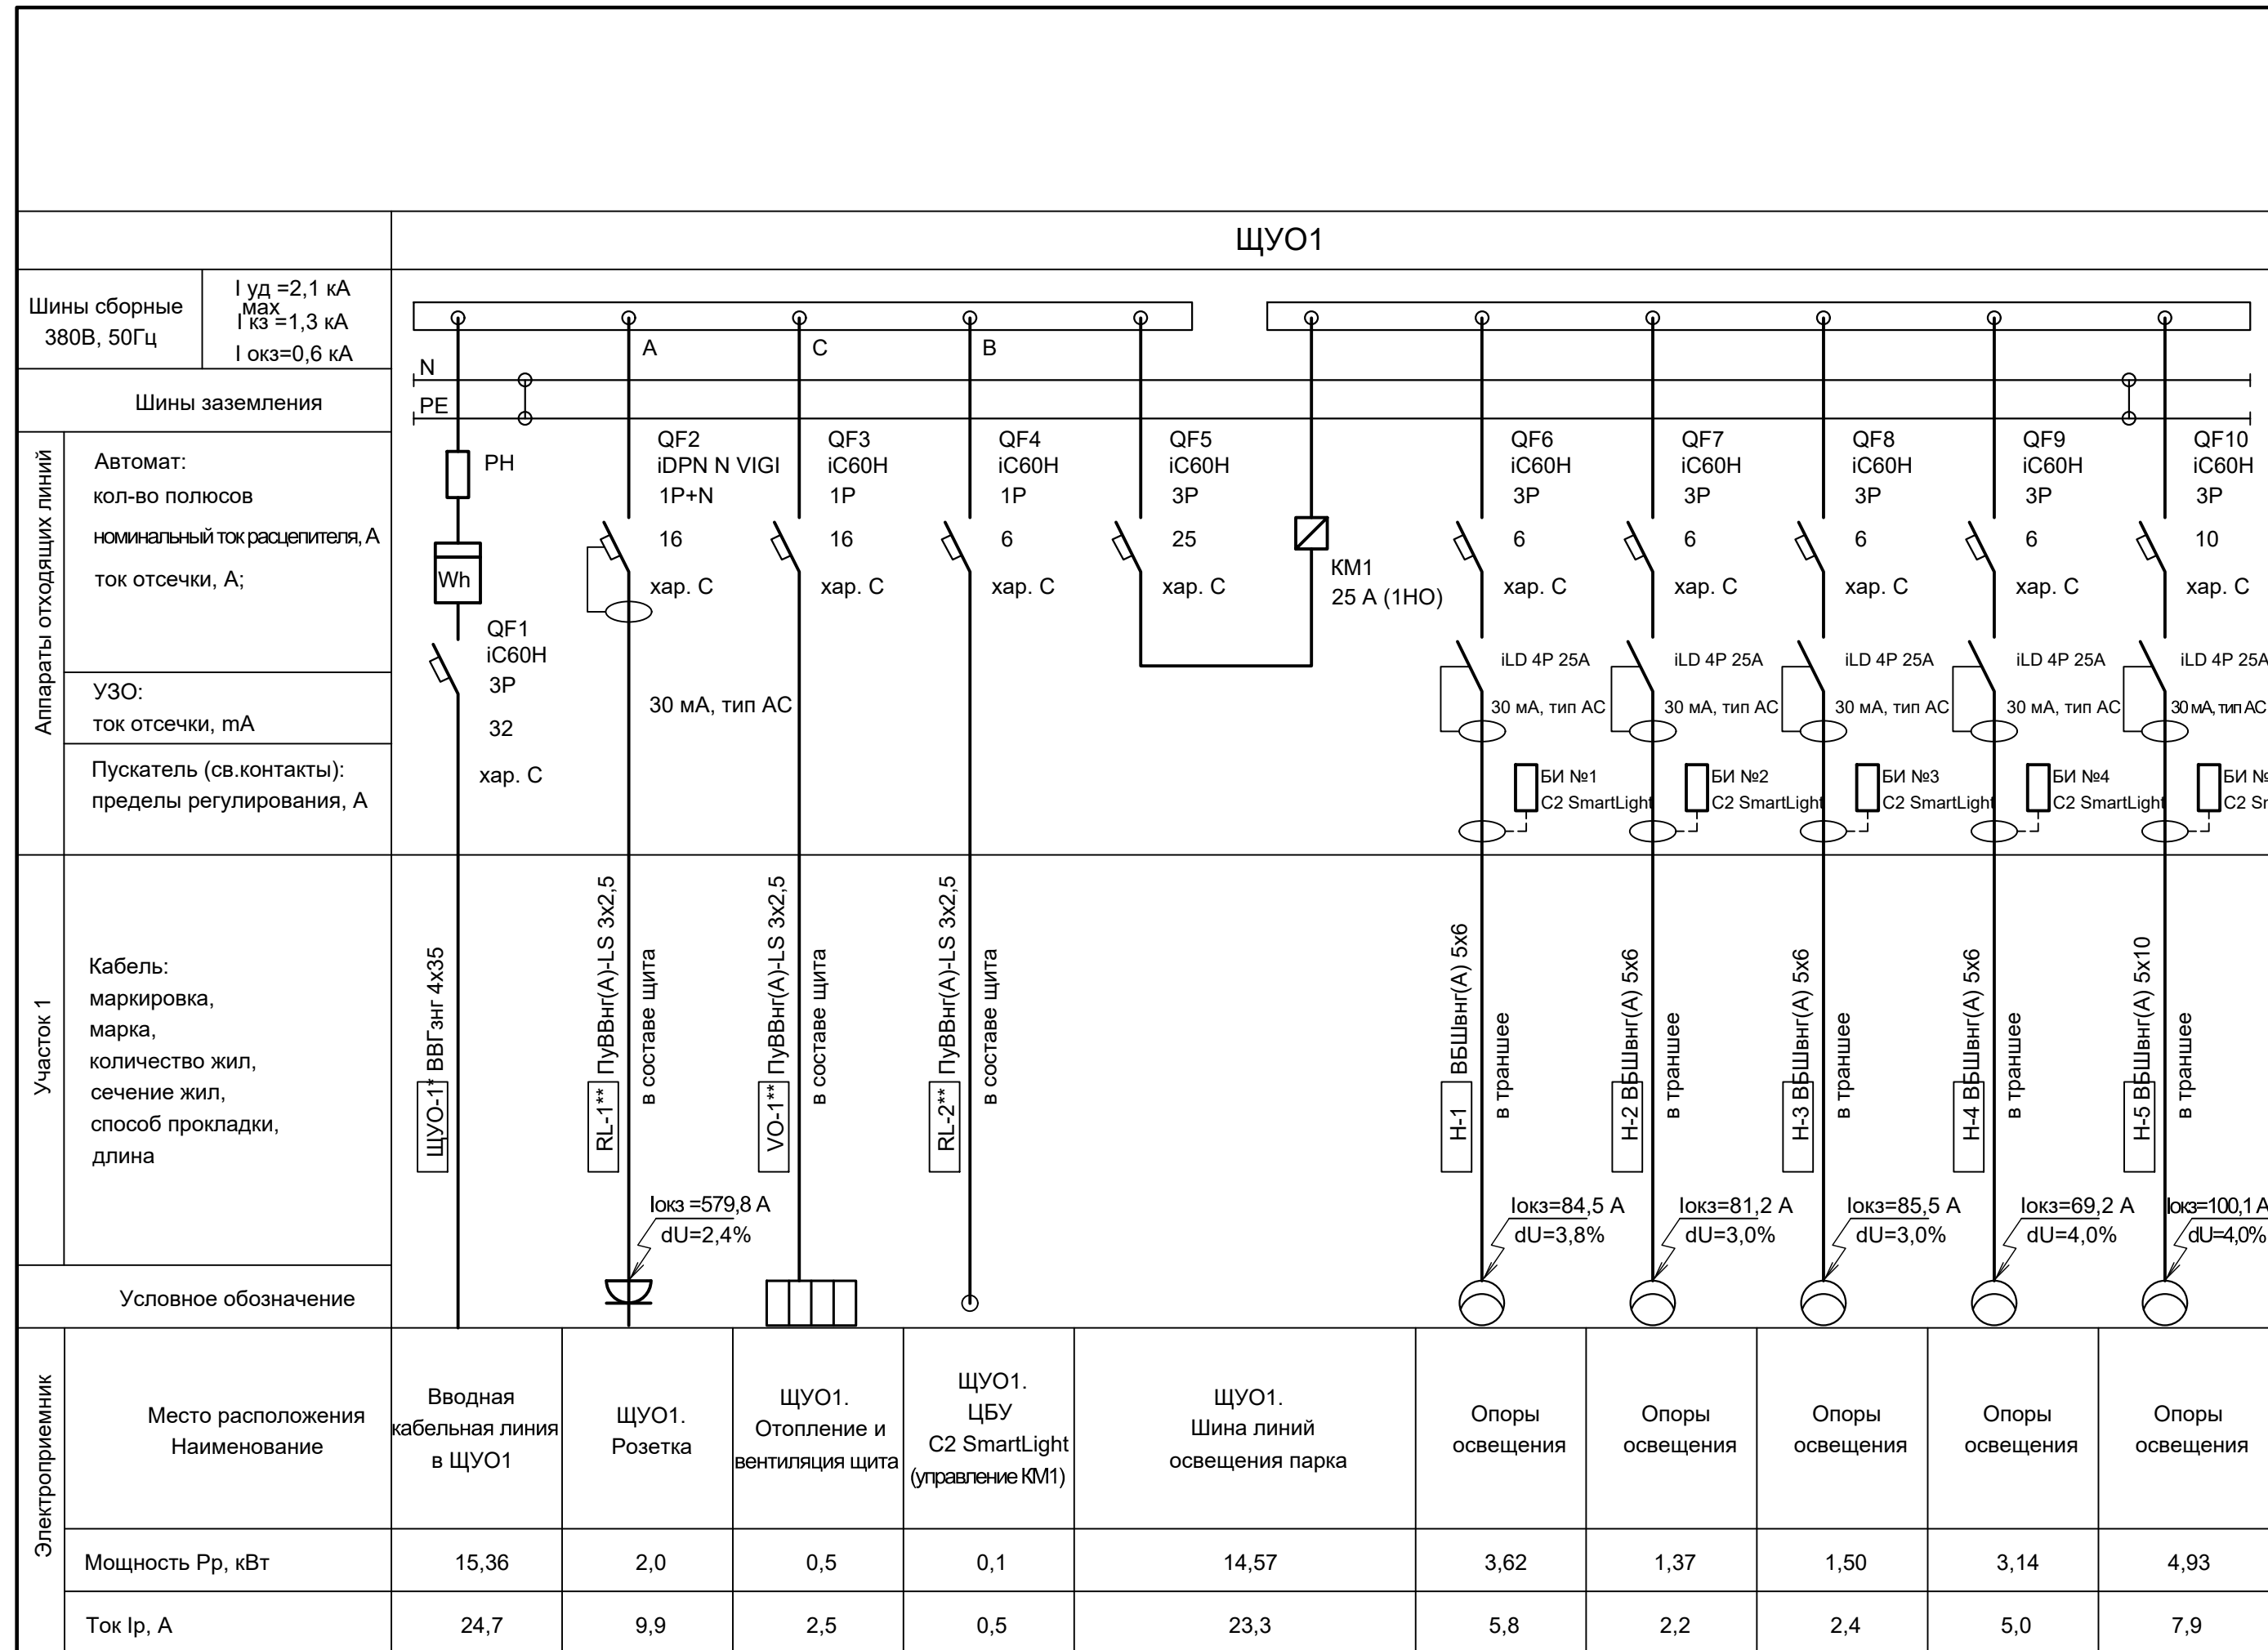 ЩУО1
Шины сборные
380В, 50Гц
I уд =2,1 кА
мах
I кз =1,3 кА
I окз=0,6 кА
A
C
B
N
Шины заземления
PE
Аппараты отходящих линий
Автомат:
кол-во полюсов
номинальный ток расцепителя, А
ток отсечки, А;
УЗО:
ток отсечки, mA
Пускатель (св.контакты):
пределы регулирования, А
РН
Wh
QF1
iC60H
3P
32
хар. С
QF2
iDPN N VIGI
1P+N
16
хар. С
30 мА, тип АС
QF3
iC60H
1P
16
хар. С
QF4
iC60H
1P
6
хар. С
QF5
iC60H
3P
25
хар. С
КМ1
25 А (1НО)
QF6
iC60H
3P
6
хар. С
iLD 4P 25A
30 мА, тип АС
БИ №1
C2 SmartLight
QF7
iC60H
3P
6
хар. С
iLD 4P 25A
30 мА, тип АС
БИ №2
C2 SmartLight
QF8
iC60H
3P
6
хар. С
iLD 4P 25A
30 мА, тип АС
БИ №3
C2 SmartLight
QF9
iC60H
3P
6
хар. С
iLD 4P 25A
30 мА, тип АС
БИ №4
C2 SmartLight
QF10
iC60H
3P
10
хар. С
iLD 4P 25A
30 мА, тип АС
БИ №
C2
Участок 1
Кабель:
маркировка,
марка,
количество жил,
сечение жил,
способ прокладки,
длина
ЩУО-1* ВВГзнг 4х35
RL-1** ПуВВнг(А)-LS 3х2,5
в составе щита
VO-1** ПуВВнг(А)-LS 3х2,5
в составе щита
RL-2** ПуВВнг(А)-LS 3х2,5
в составе щита
Н-1 ВБШвнг(А) 5х6
в траншее
Н-2 ВБШвнг(А) 5х6
в траншее
Н-3 ВБШвнг(А) 5х6
в траншее
Н-4 ВБШвнг(А) 5х6
в траншее
Н-5 ВБШвнг(А) 5х10
в траншее
Iокз =579,8 А
dU=2,4%
Iокз=84,5 А
dU=3,8%
Iокз=81,2 А
dU=3,0%
Iокз=85,5 А
dU=3,0%
Iокз=69,2 А
dU=4,0%
Iокз=100,1 А
dU=4,0%
Условное обозначение
Электроприемник
Место расположения
Наименование
Вводная
кабельная линия
в ЩУО1
ЩУО1.
Розетка
ЩУО1.
Отопление и
вентиляция щита
ЩУО1.
ЦБУ
C2 SmartLight
(управление КМ1)
ЩУО1.
Шина линий
освещения парка
Опоры
освещения
Опоры
освещения
Опоры
освещения
Опоры
освещения
Опоры
освещения
Мощность Рр, кВт 15,36 2,0 0,5 0,1 14,57 3,62 1,37 1,50 3,14 4,93
Ток Iр, А 24,7 9,9 2,5 0,5 23,3 5,8 2,2 2,4 5,0 7,9